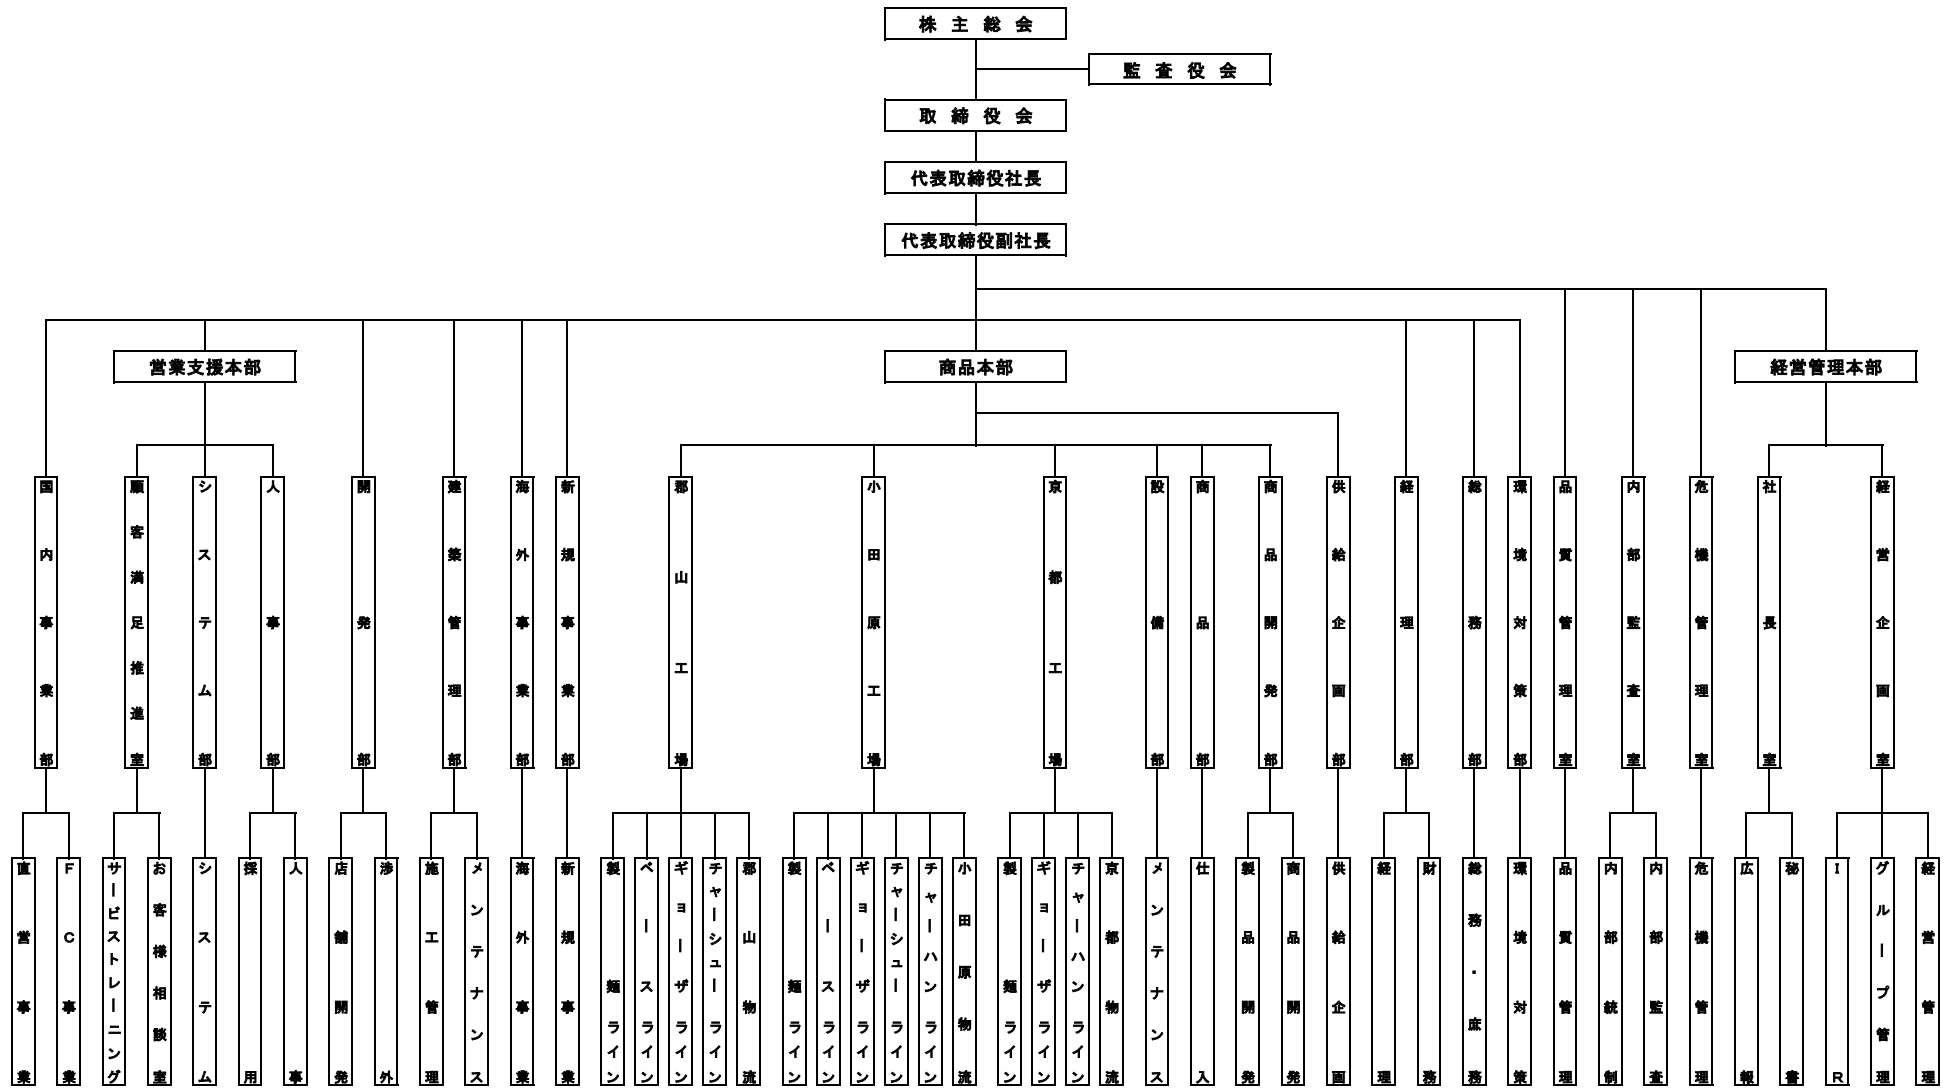 株主総会
監査役会
取締役会
代表取締役社長
代表取締役副社長
営業支援本部
商品本部
経営管理本部
国内事業部
顧客満足推進室
システム部
人事部
開発部
建築管理部
海外事業部
新規事業部
郡山工場
小田原工場
京都工場
設備部
商品部
商品開発部
供給企画部
経理部
総務部
環境対策部
品質管理室
内部監査室
危機管理室
社長室
経営企画室
直営事業
FC事業
サービストレーニング
お客様相談室
システム
採用
人事
店舗開発
渉外
施工管理
メンテナンス
海外事業
新規事業
製麺ライン
ベースライン
ギョーザライン
チャーシューライン
郡山物流
製麺ライン
ベースライン
ギョーザライン
チャーシューライン
チャーハンライン
小田原物流
製麺ライン
ギョーザライン
チャーハンライン
京都物流
メンテナンス
仕入
製品開発
商品開発
供給企画
経理
財務
総務・庶務
環境対策
品質管理
内部統制
内部監査
危機管理
広報
秘書
IR
グループ管理
経営管理